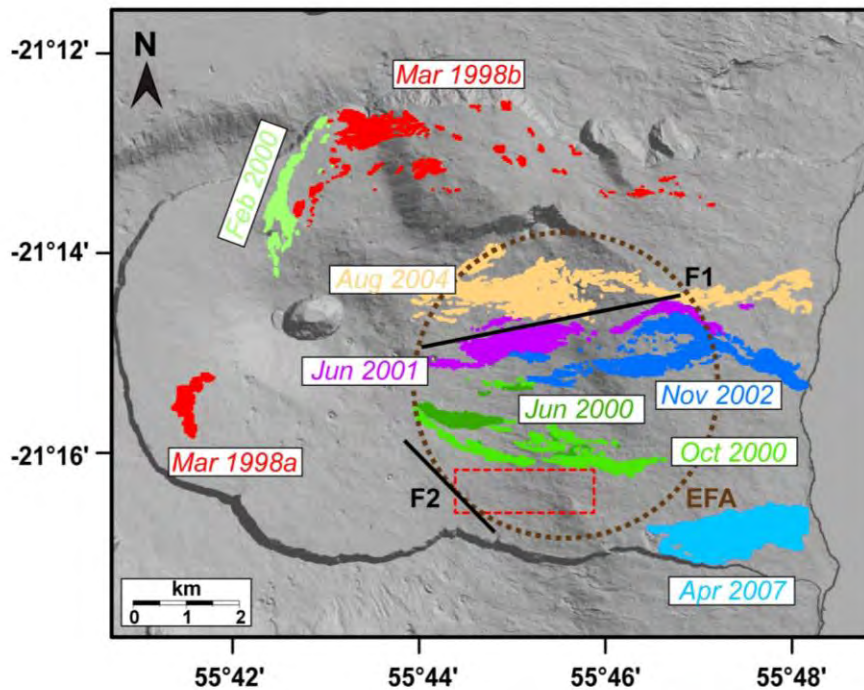 -21°12'
N
Mar 1998b
Feb 2000
-21°14'
Aug 2004
F1
Jun 2001
Nov 2002
Jun 2000
Oct 2000
-21°16'
Mar 1998a
F2
EFA
Apr 2007
km
0 1 2
55°42' 55°44' 55°46' 55°48'